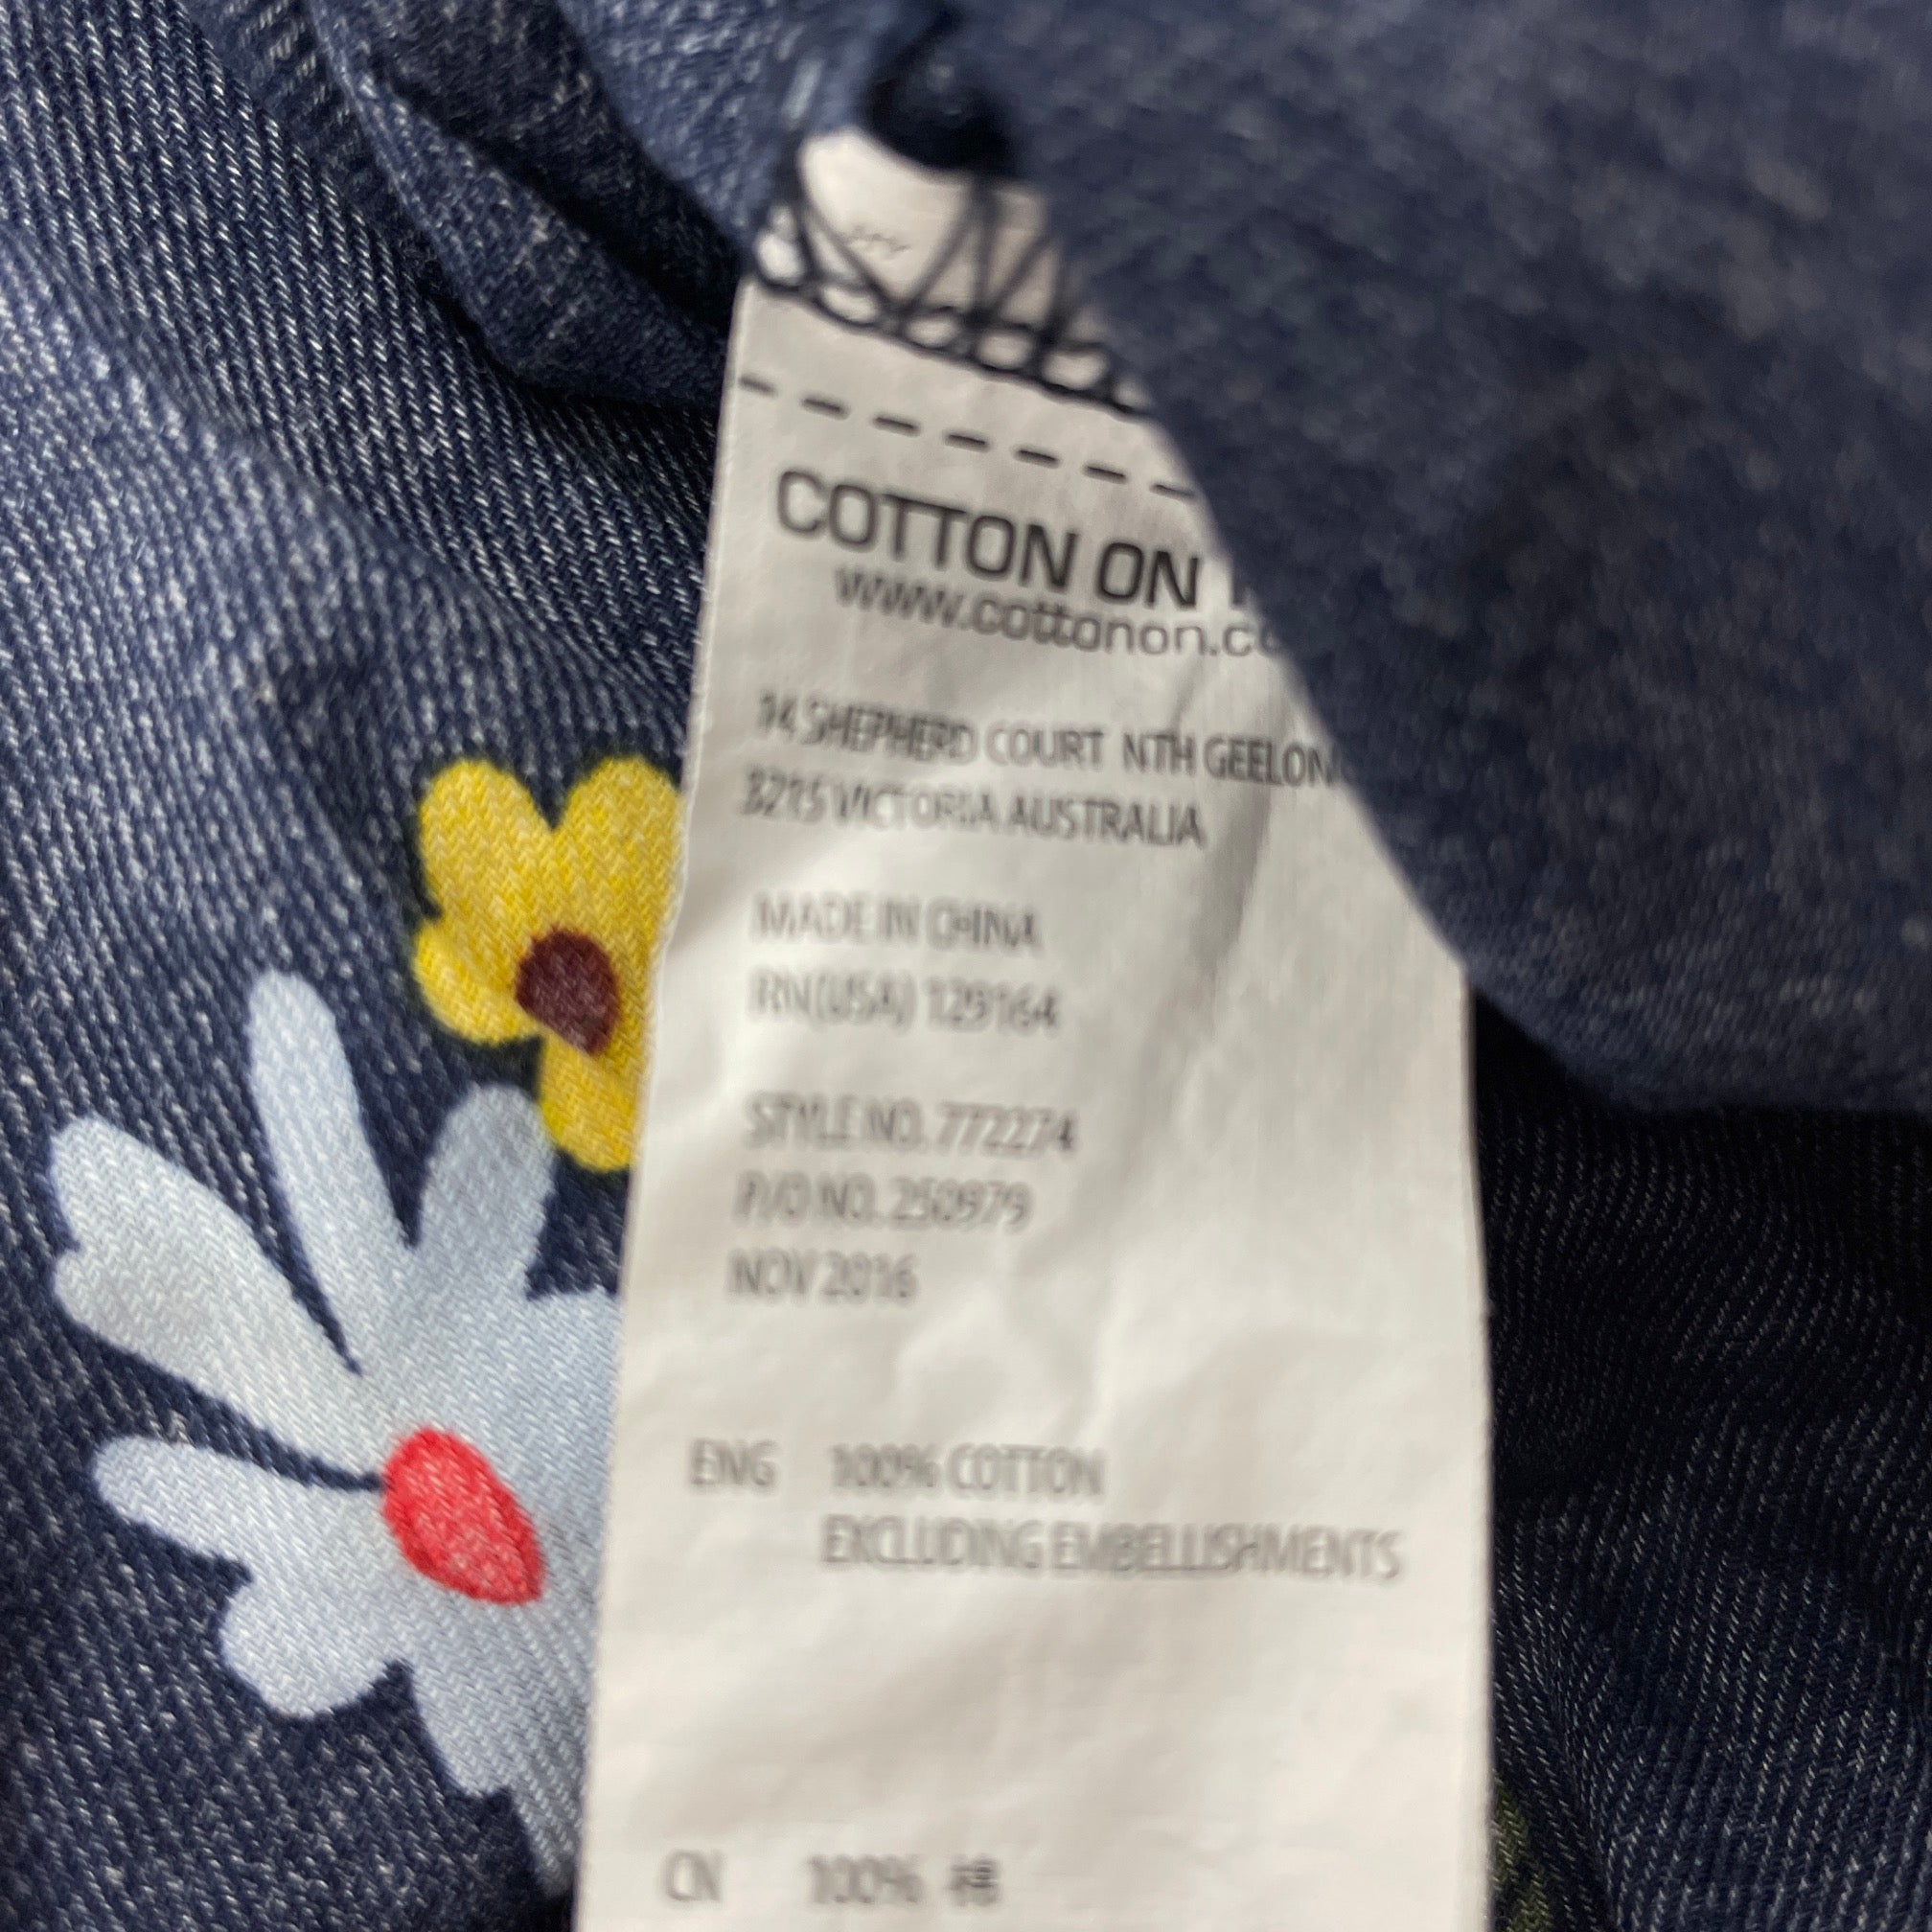 COTTON ON
www.cottonon.co
14 SHEPHERD COURT NTH GEELONG
3215 VICTORIA AUSTRALIA
MADE IN CHINA
RN(USA) 129164
STYLE NO. 772274
P/O NO. 250979
NOV 2016
ENG 100% COTTON
EXCLUDING EMBELLISHMENTS
CN 100% 棉